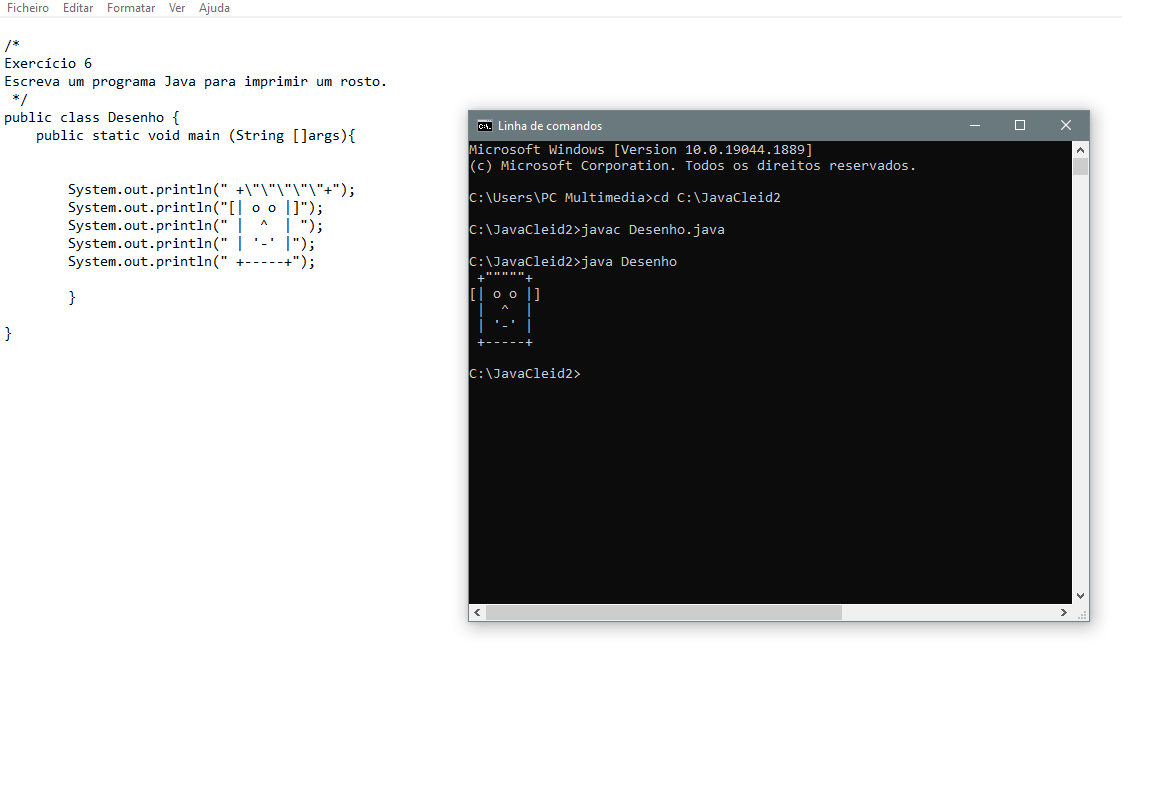 Ficheiro Editar Formatar Ver Ajuda
/*
Exercício 6
Escreva um programa Java para imprimir um rosto.
 */
public class Desenho {
    public static void main (String []args){
        System.out.println(" +\"\"\"\"\"+");
        System.out.println("[| o o |]");
        System.out.println(" |  ^  | ");
        System.out.println(" | '-' |");
        System.out.println(" +-----+");
        }
}
Linha de comandos
Microsoft Windows [Version 10.0.19044.1889]
(c) Microsoft Corporation. Todos os direitos reservados.
C:\Users\PC Multimedia>cd C:\JavaCleid2
C:\JavaCleid2>javac Desenho.java
C:\JavaCleid2>java Desenho
 +"""""+
[| o o |]
 |  ^  |
 | '-' |
 +-----+
C:\JavaCleid2>